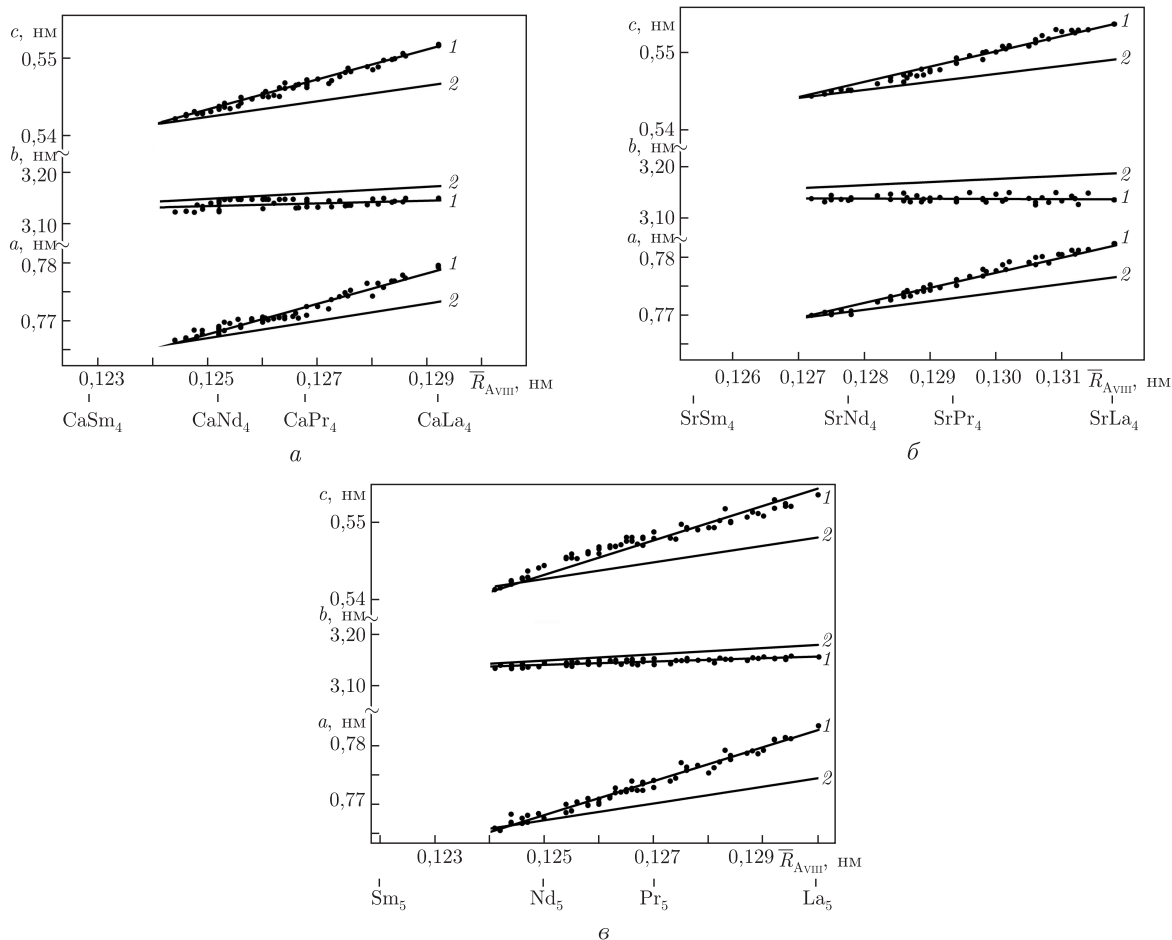 c, нм
0,55
0,54
b, нм
3,20
3,10
a, нм
0,78
0,77
1
2
2
1
1
2
0,123 0,125 0,127 0,129 R̅_A_VIII, нм
CaSm₄ CaNd₄ CaPr₄ CaLa₄
а
c, нм
0,55
0,54
b, нм
3,20
3,10
a, нм
0,78
0,77
1
2
2
1
1
2
0,126 0,127 0,128 0,129 0,130 0,131 R̅_A_VIII, нм
SrSm₄ SrNd₄ SrPr₄ SrLa₄
б
c, нм
0,55
0,54
b, нм
3,20
3,10
a, нм
0,78
0,77
1
2
2
1
1
2
0,123 0,125 0,127 0,129 R̅_A_VIII, нм
Sm₅ Nd₅ Pr₅ La₅
в